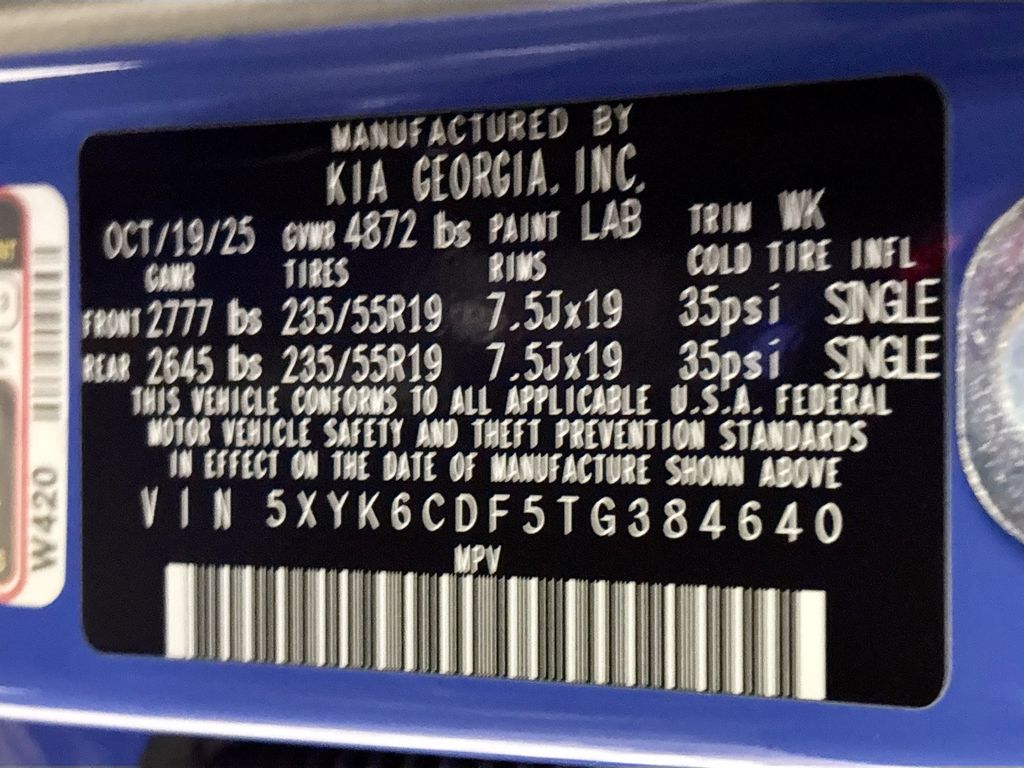 MANUFACTURED BY
KIA GEORGIA, INC.
OCT/19/25 GVWR 4872 lbs PAINT LAB TRIM WK
GAWR TIRES RIMS COLD TIRE INFL
FRONT 2777 lbs 235/55R19 7.5Jx19 35psi SINGLE
REAR 2645 lbs 235/55R19 7.5Jx19 35psi SINGLE
THIS VEHICLE CONFORMS TO ALL APPLICABLE U.S.A. FEDERAL
MOTOR VEHICLE SAFETY AND THEFT PREVENTION STANDARDS
IN EFFECT ON THE DATE OF MANUFACTURE SHOWN ABOVE
VIN 5XYK6CDF5TG384640
MPV
W420